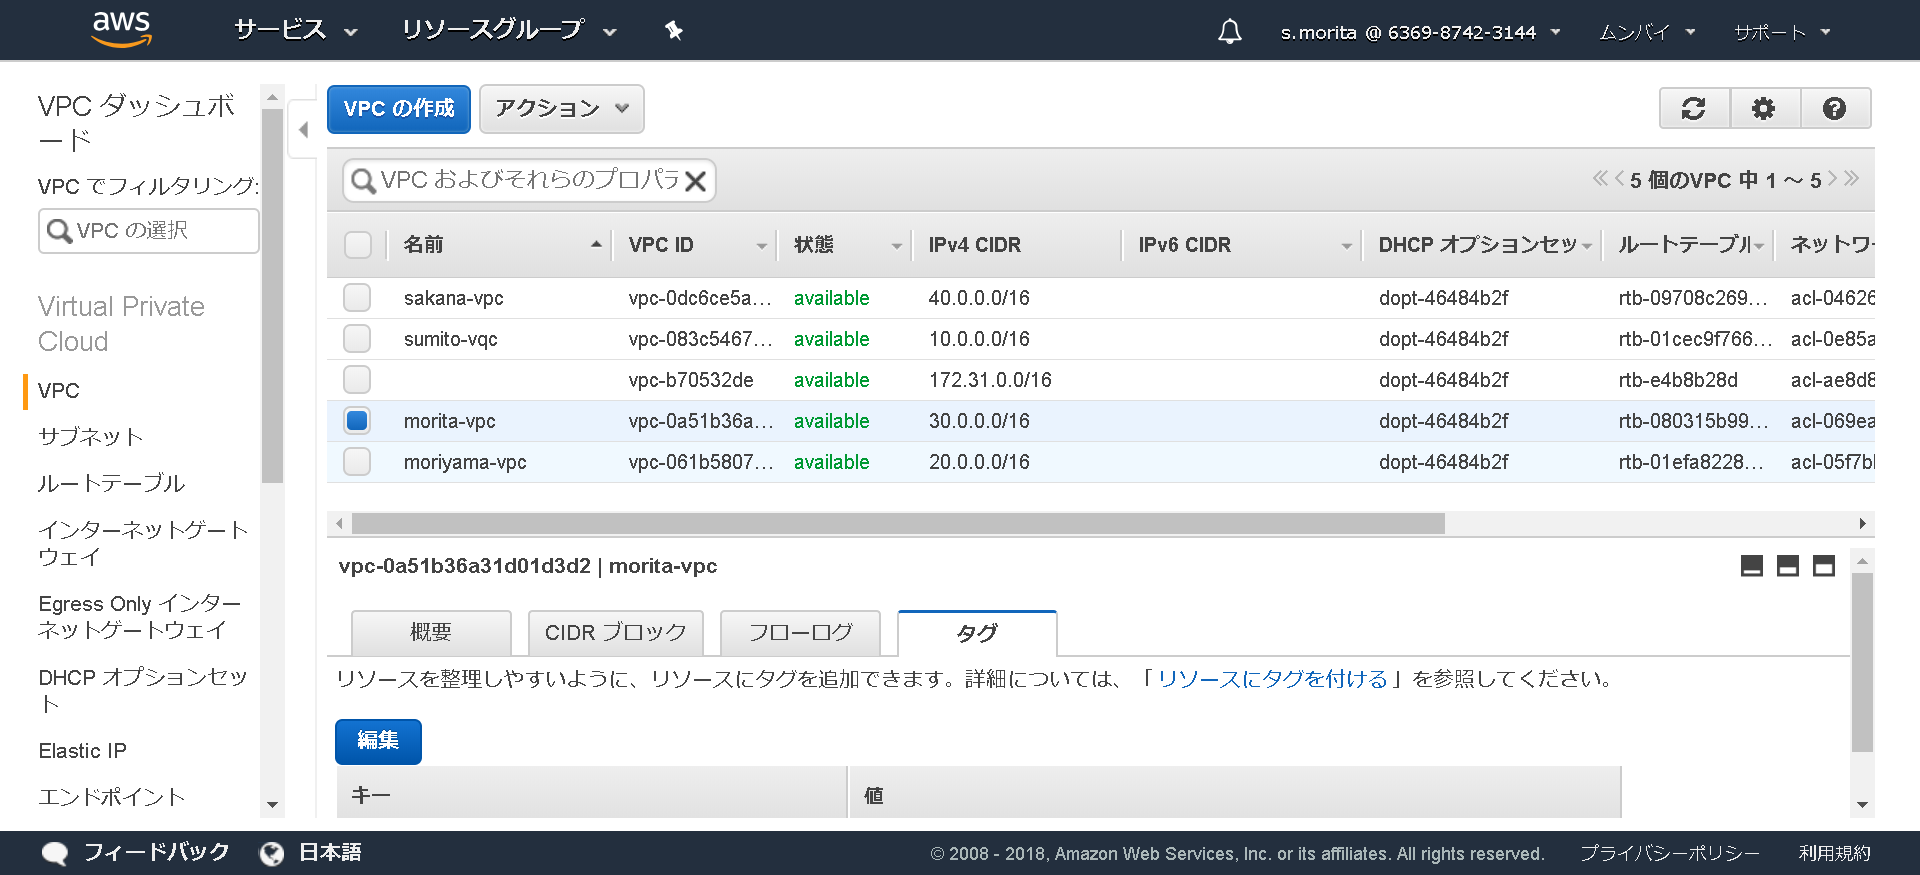 aws サービス リソースグループ s.morita @ 6369-8742-3144 ムンバイ サポート
VPC ダッシュボ
ード
VPC でフィルタリング:
VPC の選択
Virtual Private
Cloud
VPC
サブネット
ルートテーブル
インターネットゲート
ウェイ
Egress Only インター
ネットゲートウェイ
DHCP オプションセッ
ト
Elastic IP
エンドポイント
VPC の作成 アクション
VPC およびそれらのプロパラ 5 個のVPC 中 1 ～ 5
名前 VPC ID 状態 IPv4 CIDR IPv6 CIDR DHCP オプションセッ ルートテーブル ネットワー
sakana-vpc vpc-0dc6ce5a... available 40.0.0.0/16 dopt-46484b2f rtb-09708c269... acl-04626
sumito-vqc vpc-083c5467... available 10.0.0.0/16 dopt-46484b2f rtb-01cec9f766... acl-0e85a
vpc-b70532de available 172.31.0.0/16 dopt-46484b2f rtb-e4b8b28d acl-ae8d8
morita-vpc vpc-0a51b36a... available 30.0.0.0/16 dopt-46484b2f rtb-080315b99... acl-069ea
moriyama-vpc vpc-061b5807... available 20.0.0.0/16 dopt-46484b2f rtb-01efa8228... acl-05f7b
vpc-0a51b36a31d01d3d2 | morita-vpc
概要 CIDR ブロック フローログ タグ
リソースを整理しやすいように、リソースにタグを追加できます。詳細については、「リソースにタグを付ける」を参照してください。
編集
キー 値
フィードバック 日本語 © 2008 - 2018, Amazon Web Services, Inc. or its affiliates. All rights reserved. プライバシーポリシー 利用規約